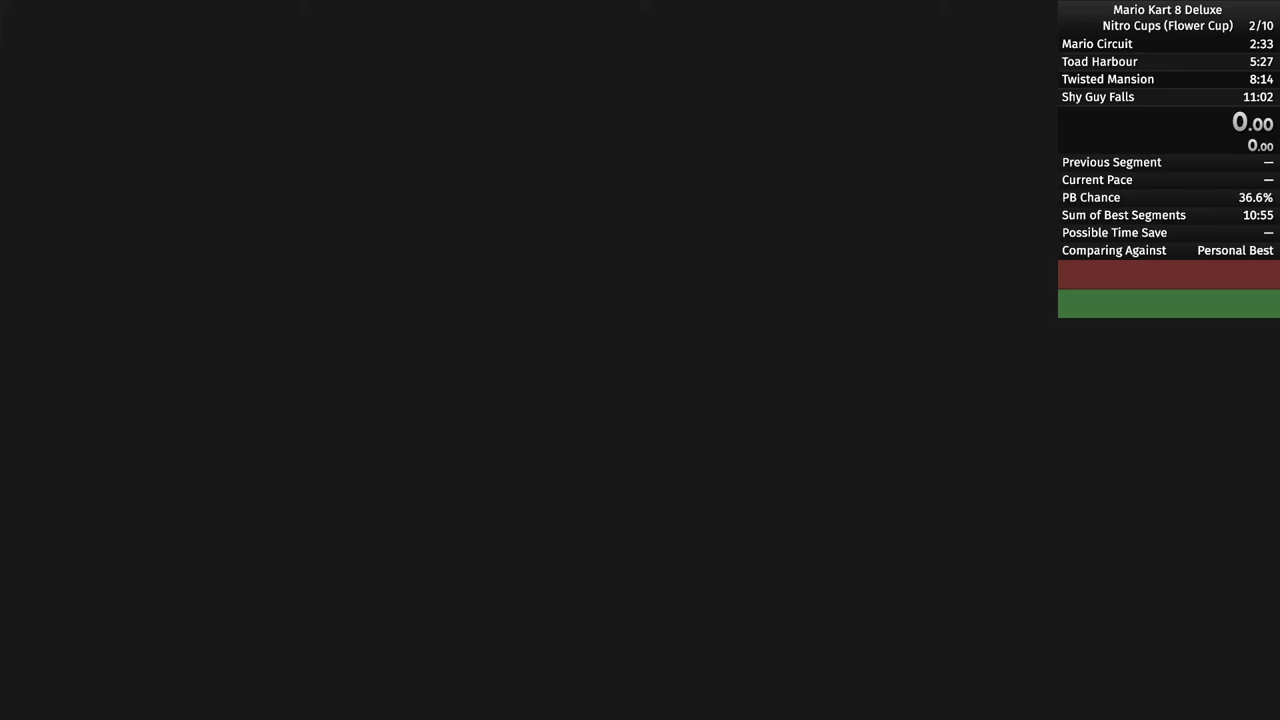 Mario Kart 8 Deluxe
Nitro Cups (Flower Cup) 2/10
Mario Circuit 2:33
Toad Harbour 5:27
Twisted Mansion 8:14
Shy Guy Falls 11:02
0.00
0.00
Previous Segment —
Current Pace —
PB Chance 36.6%
Sum of Best Segments 10:55
Possible Time Save —
Comparing Against Personal Best